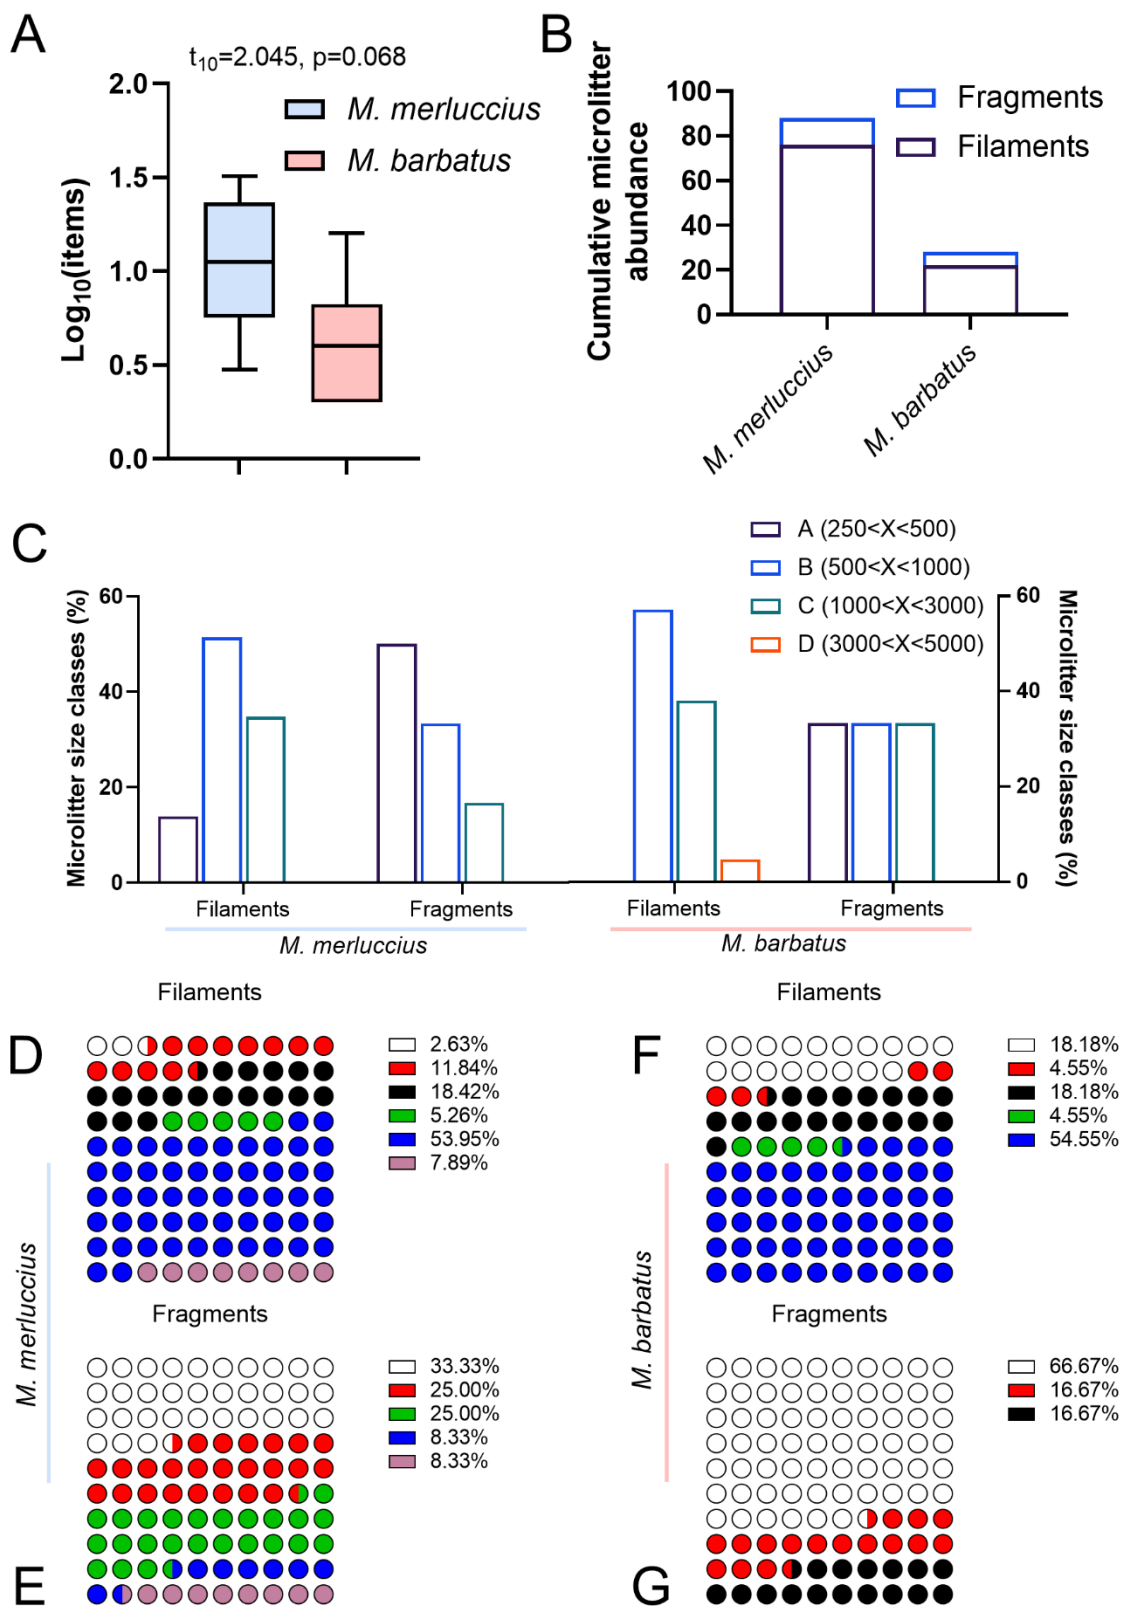 A
t10=2.045, p=0.068
2.0
1.5
1.0
0.5
0.0
Log10(items)
M. merluccius
M. barbatus
B
Cumulative microlitter
abundance
100
80
60
40
20
0
Fragments
Filaments
M. merluccius
M. barbatus
C
A (250<X<500)
B (500<X<1000)
C (1000<X<3000)
D (3000<X<5000)
Microlitter size classes (%)
60
40
20
0
60
40
20
0
Microlitter size classes (%)
Filaments
Fragments
Filaments
Fragments
M. merluccius
M. barbatus
Filaments
D
2.63%
11.84%
18.42%
5.26%
53.95%
7.89%
M. merluccius
Fragments
33.33%
25.00%
25.00%
8.33%
8.33%
E
Filaments
F
18.18%
4.55%
18.18%
4.55%
54.55%
M. barbatus
Fragments
66.67%
16.67%
16.67%
G